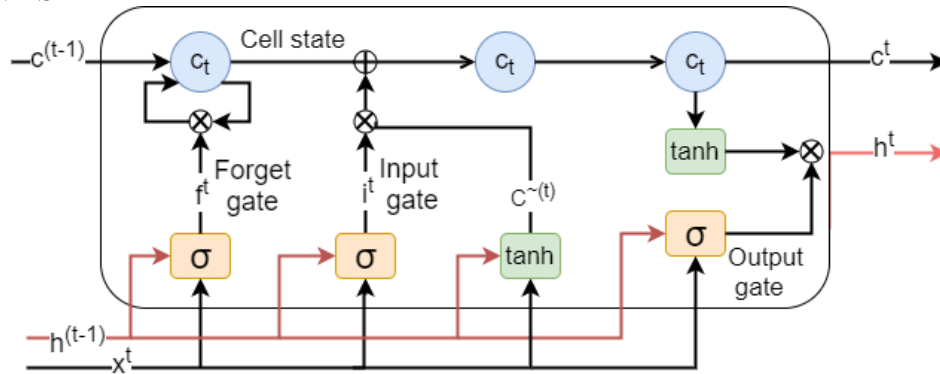 c(t-1)
ct
Cell state
ct
ct
ct
tanh
ht
ft
Forget
gate
it
Input
gate
C~(t)
σ
σ
tanh
σ
Output
gate
h(t-1)
xt